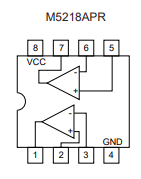 M5218APR
8 7 6 5
VCC
- -
+ +
GND
1 2 3 4